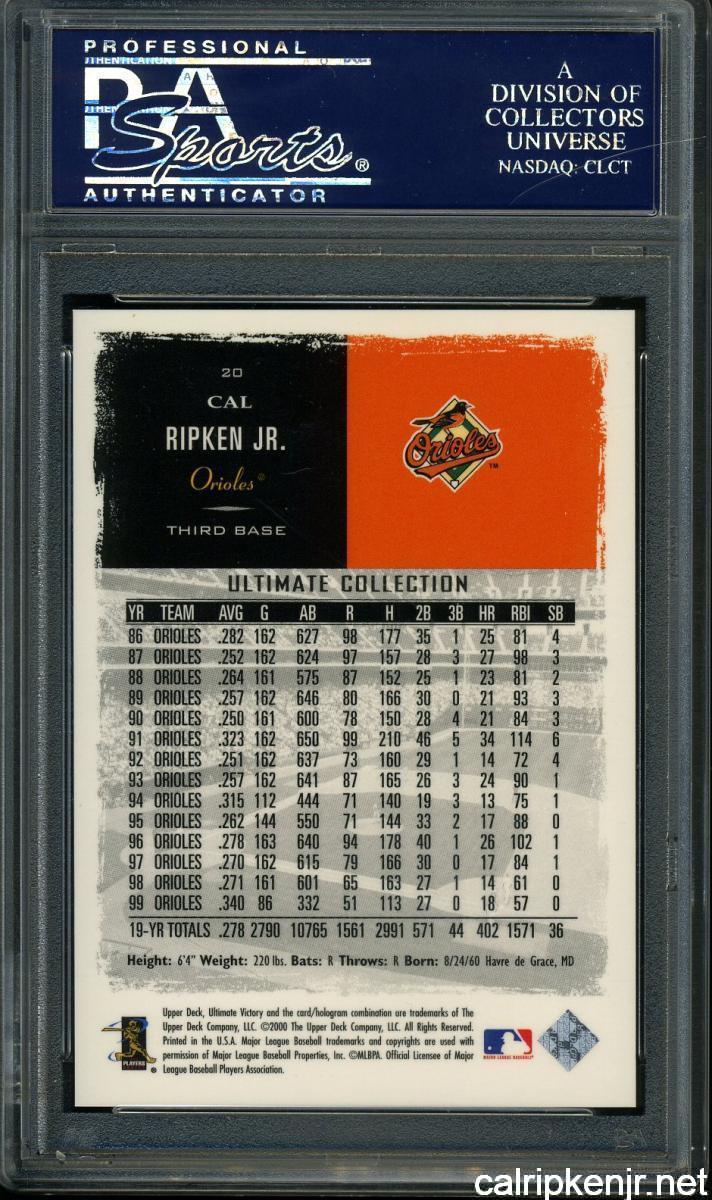 PROFESSIONAL
PSA
Sports®
AUTHENTICATOR
A
DIVISION OF
COLLECTORS
UNIVERSE
NASDAQ: CLCT
20
CAL
RIPKEN JR.
Orioles®
THIRD BASE
Orioles
TM
ULTIMATE COLLECTION
YR TEAM AVG G AB R H 2B 3B HR RBI SB
86 ORIOLES .282 162 627 98 177 35 1 25 81 4
87 ORIOLES .252 162 624 97 157 28 3 27 98 3
88 ORIOLES .264 161 575 87 152 25 1 23 81 2
89 ORIOLES .257 162 646 80 166 30 0 21 93 3
90 ORIOLES .250 161 600 78 150 28 4 21 84 3
91 ORIOLES .323 162 650 99 210 46 5 34 114 6
92 ORIOLES .251 162 637 73 160 29 1 14 72 4
93 ORIOLES .257 162 641 87 165 26 3 24 90 1
94 ORIOLES .315 112 444 71 140 19 3 13 75 1
95 ORIOLES .262 144 550 71 144 33 2 17 88 0
96 ORIOLES .278 163 640 94 178 40 1 26 102 1
97 ORIOLES .270 162 615 79 166 30 0 17 84 1
98 ORIOLES .271 161 601 65 163 27 1 14 61 0
99 ORIOLES .340 86 332 51 113 27 0 18 57 0
19-YR TOTALS .278 2790 10765 1561 2991 571 44 402 1571 36
Height: 6'4" Weight: 220 lbs. Bats: R Throws: R Born: 8/24/60 Havre de Grace, MD
Upper Deck, Ultimate Victory and the card/hologram combination are trademarks of The
Upper Deck Company, LLC. ©2000 The Upper Deck Company, LLC. All Rights Reserved.
Printed in the U.S.A. Major League Baseball trademarks and copyrights are used with
permission of Major League Baseball Properties, Inc. ©MLBPA. Official Licensee of Major
League Baseball Players Association.
PLAYERS
®
MAJOR LEAGUE BASEBALL
calripkenjr.net